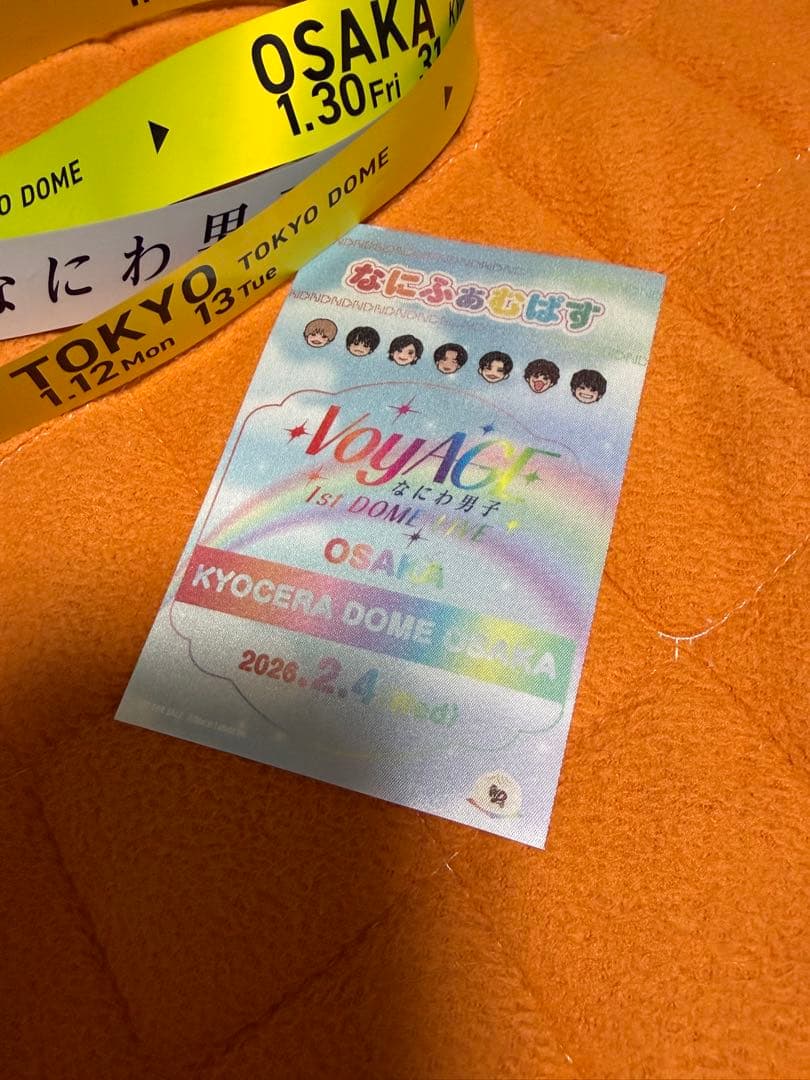 OSAKA
1.30 Fri 31
O DOME
なにわ男
TOKYO TOKYO DOME
1.12 Mon 13 Tue
なにふぁむぱす
VoyAGE
なにわ男子
1st DOME LIVE
OSAKA
KYOCERA DOME OSAKA
2026.2.4 (Wed)